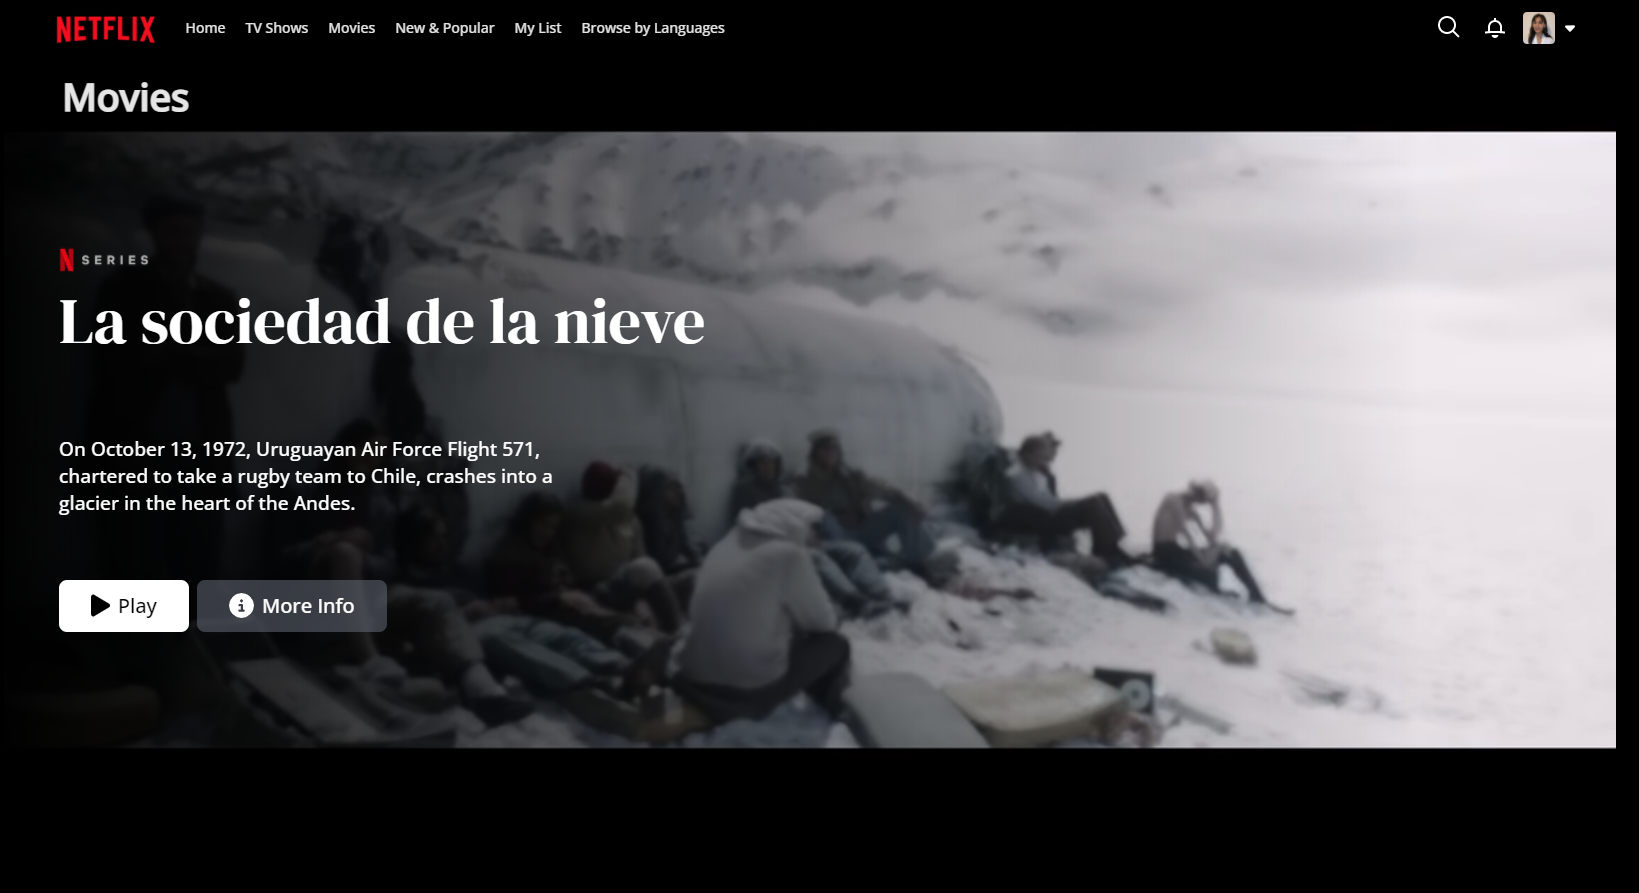 NETFLIX Home TV Shows Movies New & Popular My List Browse by Languages
Movies
N SERIES
La sociedad de la nieve
On October 13, 1972, Uruguayan Air Force Flight 571,
chartered to take a rugby team to Chile, crashes into a
glacier in the heart of the Andes.
Play More Info